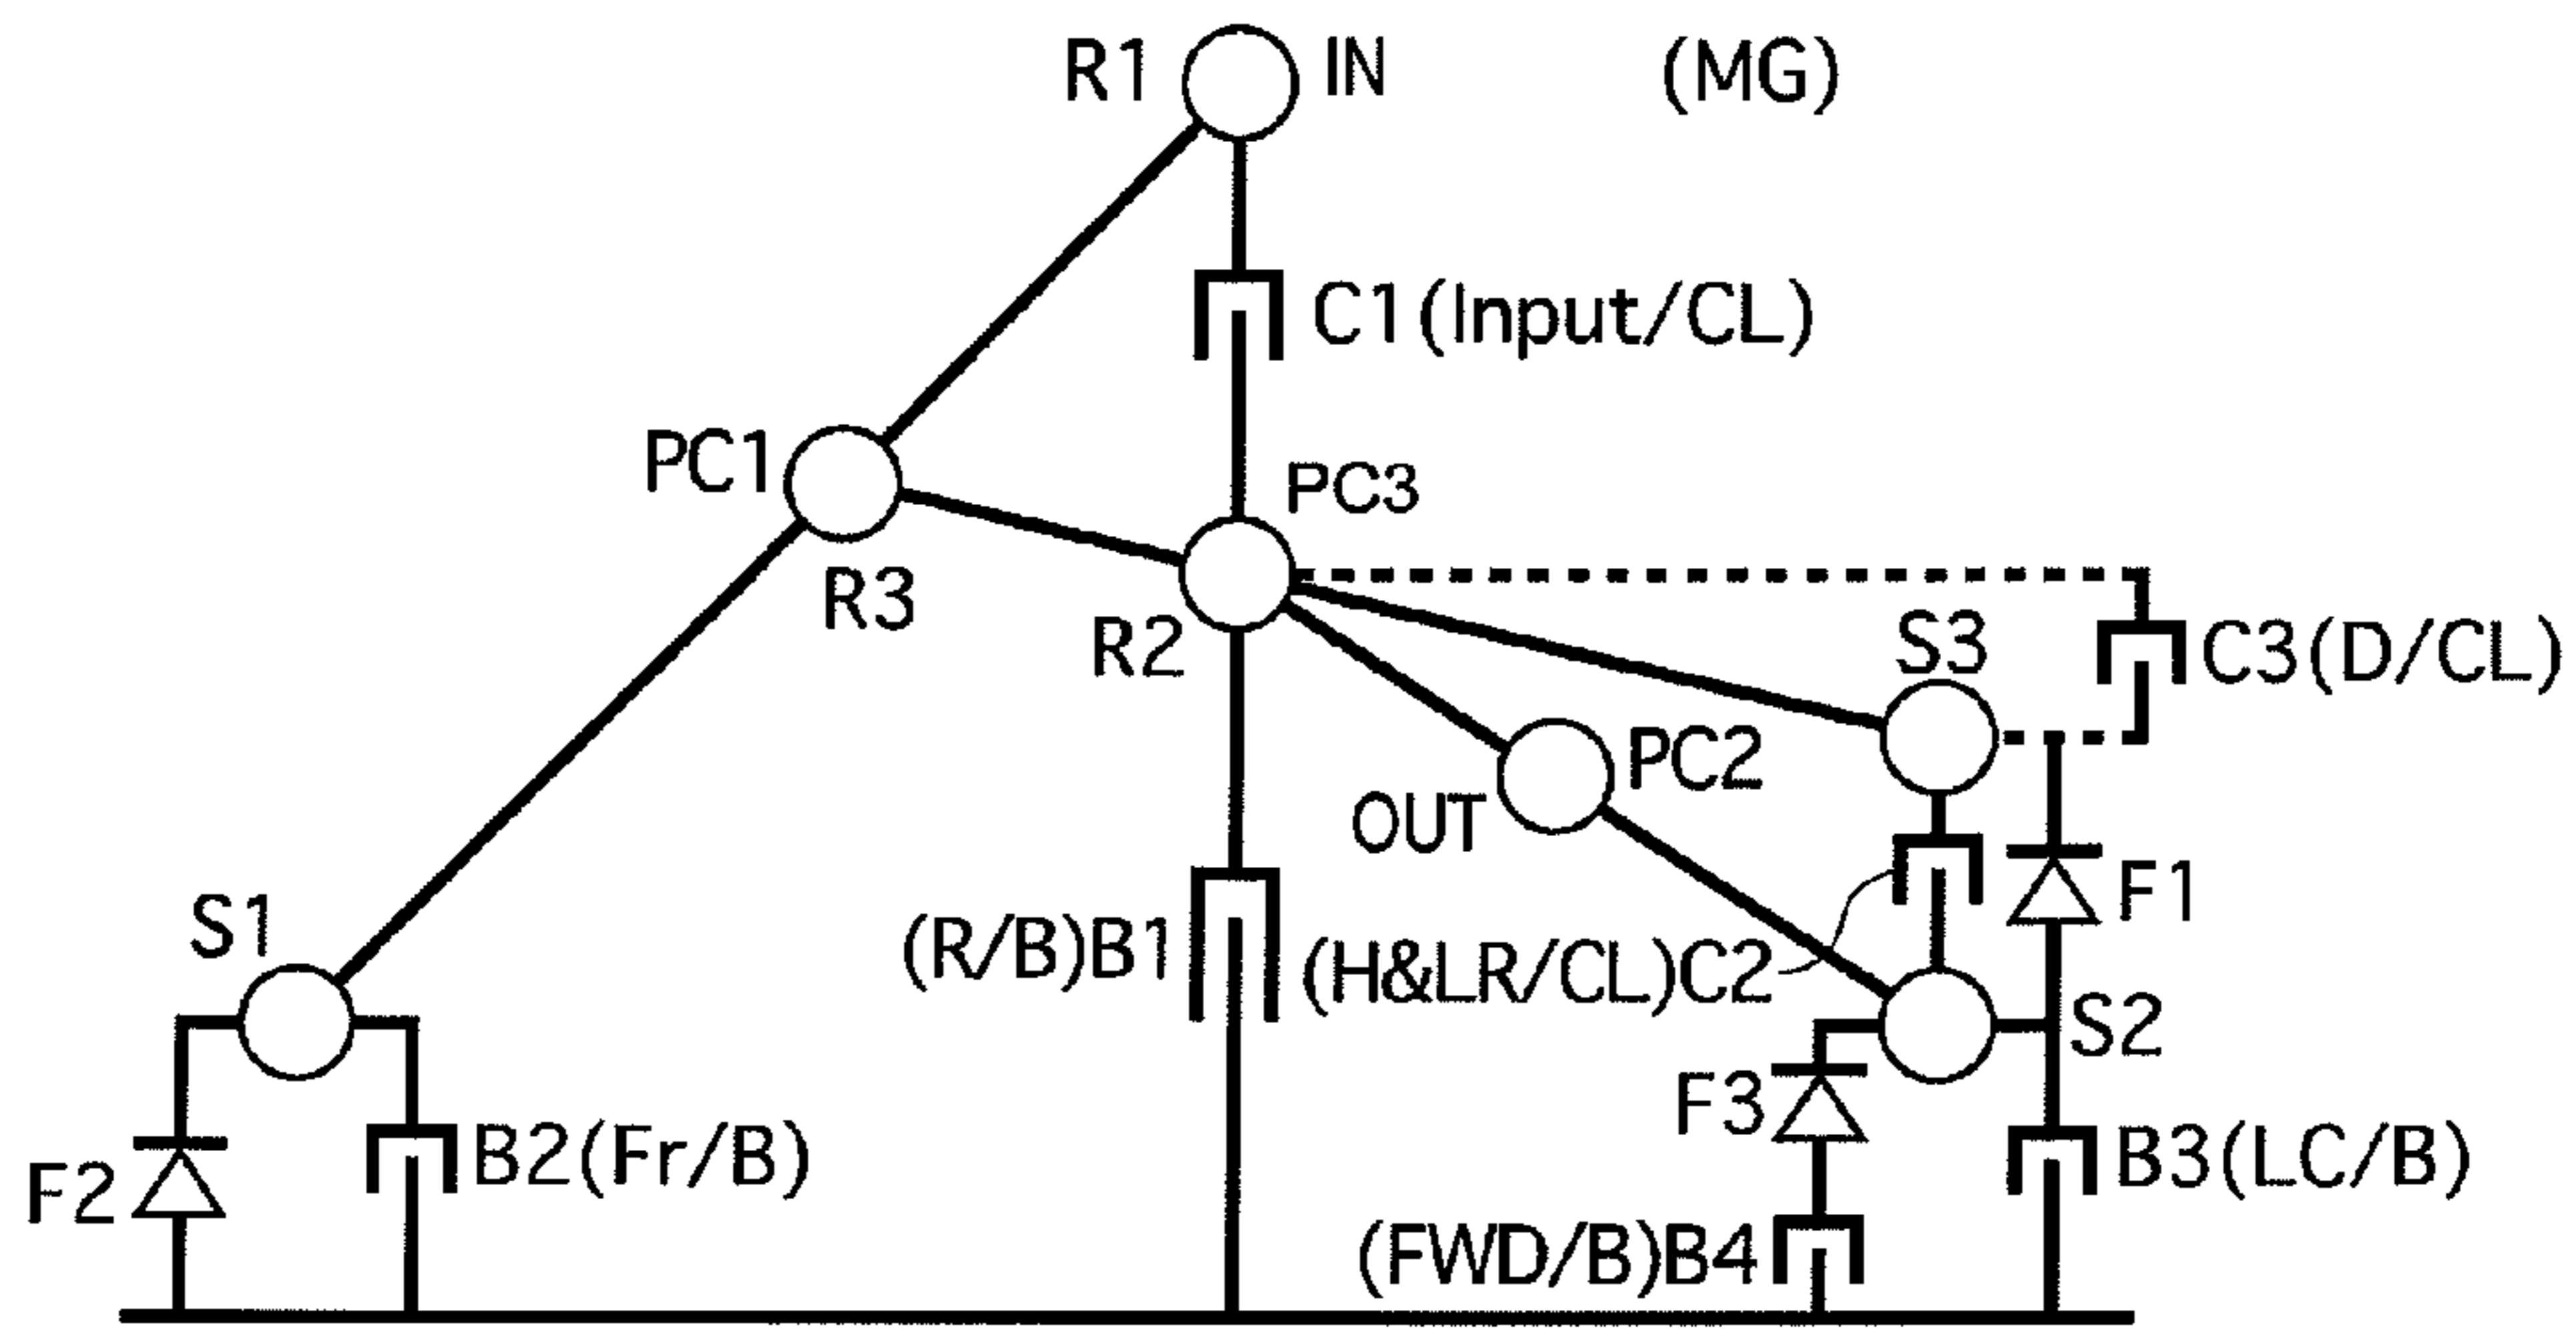 R1 IN (MG)
C1(Input/CL)
PC1 PC3
R3 R2 S3 C3(D/CL)
PC2
OUT
S1 F1
(R/B)B1 (H&LR/CL)C2
S2
F3
F2 B2(Fr/B) B3(LC/B)
(FWD/B)B4